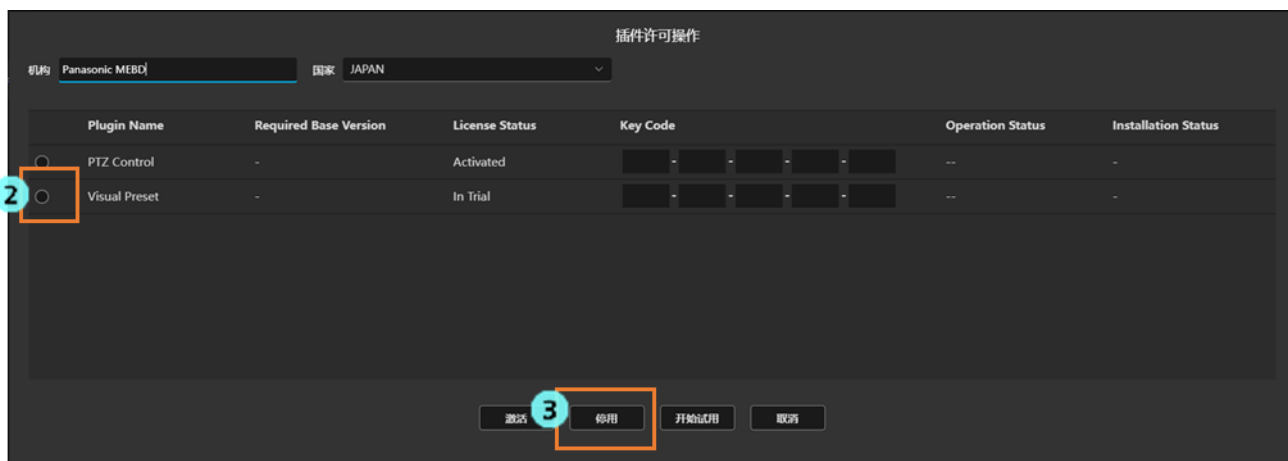 插件许可操作
机构 Panasonic MEBD 国家 JAPAN
Plugin Name Required Base Version License Status Key Code Operation Status Installation Status
PTZ Control - Activated - - - - -- -
2 Visual Preset - In Trial - - - - -- -
激活 3 停用 开始试用 取消